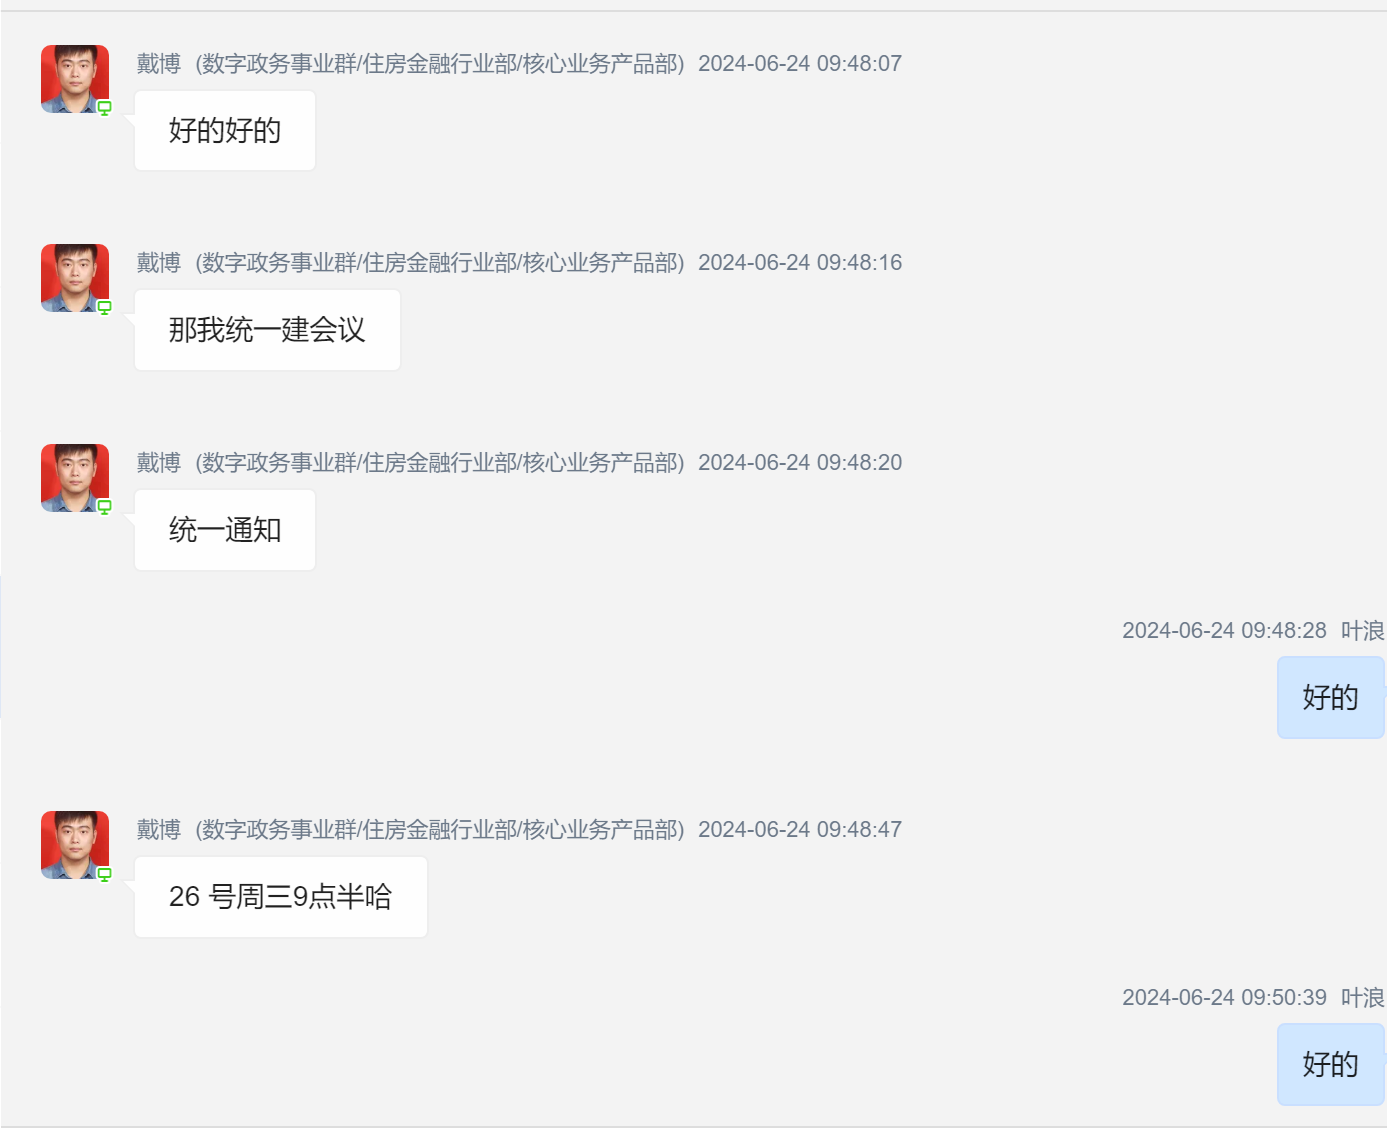 戴博 (数字政务事业群/住房金融行业部/核心业务产品部) 2024-06-24 09:48:07
好的好的
戴博 (数字政务事业群/住房金融行业部/核心业务产品部) 2024-06-24 09:48:16
那我统一建会议
戴博 (数字政务事业群/住房金融行业部/核心业务产品部) 2024-06-24 09:48:20
统一通知
2024-06-24 09:48:28 叶浪
好的
戴博 (数字政务事业群/住房金融行业部/核心业务产品部) 2024-06-24 09:48:47
26 号周三9点半哈
2024-06-24 09:50:39 叶浪
好的